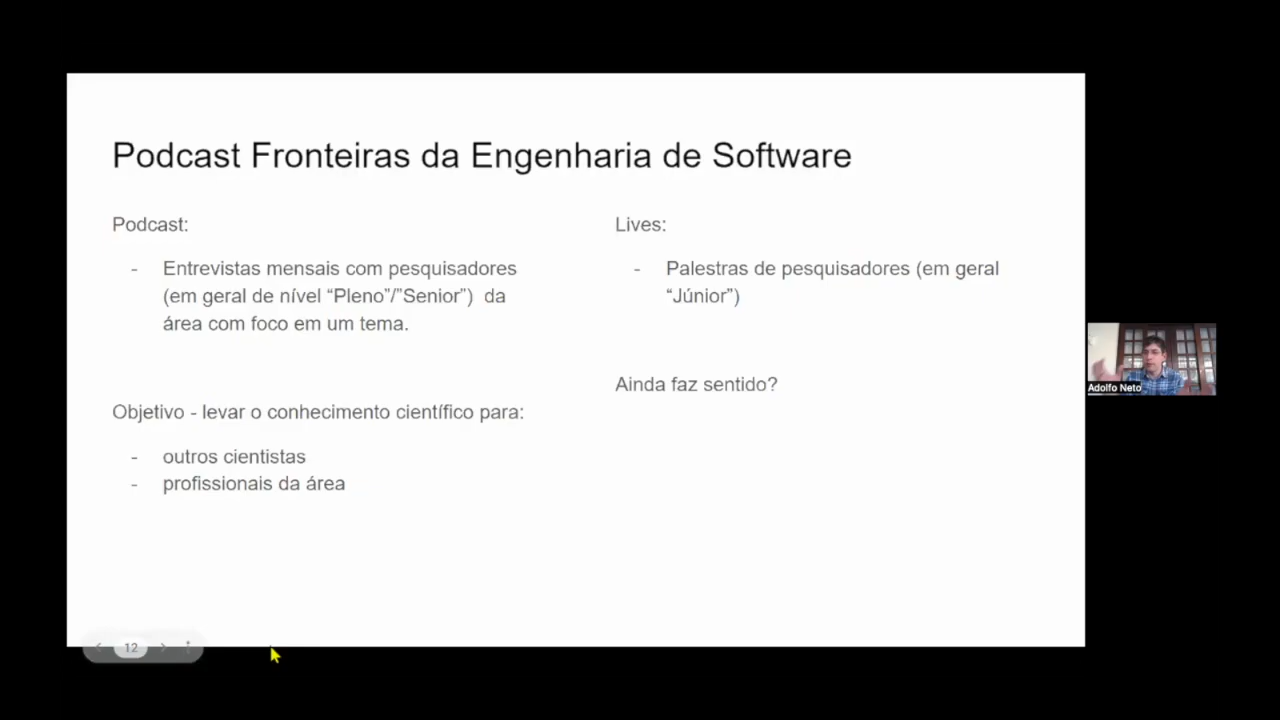 Podcast Fronteiras da Engenharia de Software
Podcast:
- Entrevistas mensais com pesquisadores
(em geral de nível “Pleno”/”Senior”) da
área com foco em um tema.
Objetivo - levar o conhecimento científico para:
- outros cientistas
- profissionais da área
Lives:
- Palestras de pesquisadores (em geral
“Júnior”)
Ainda faz sentido?
Adolfo Neto
12